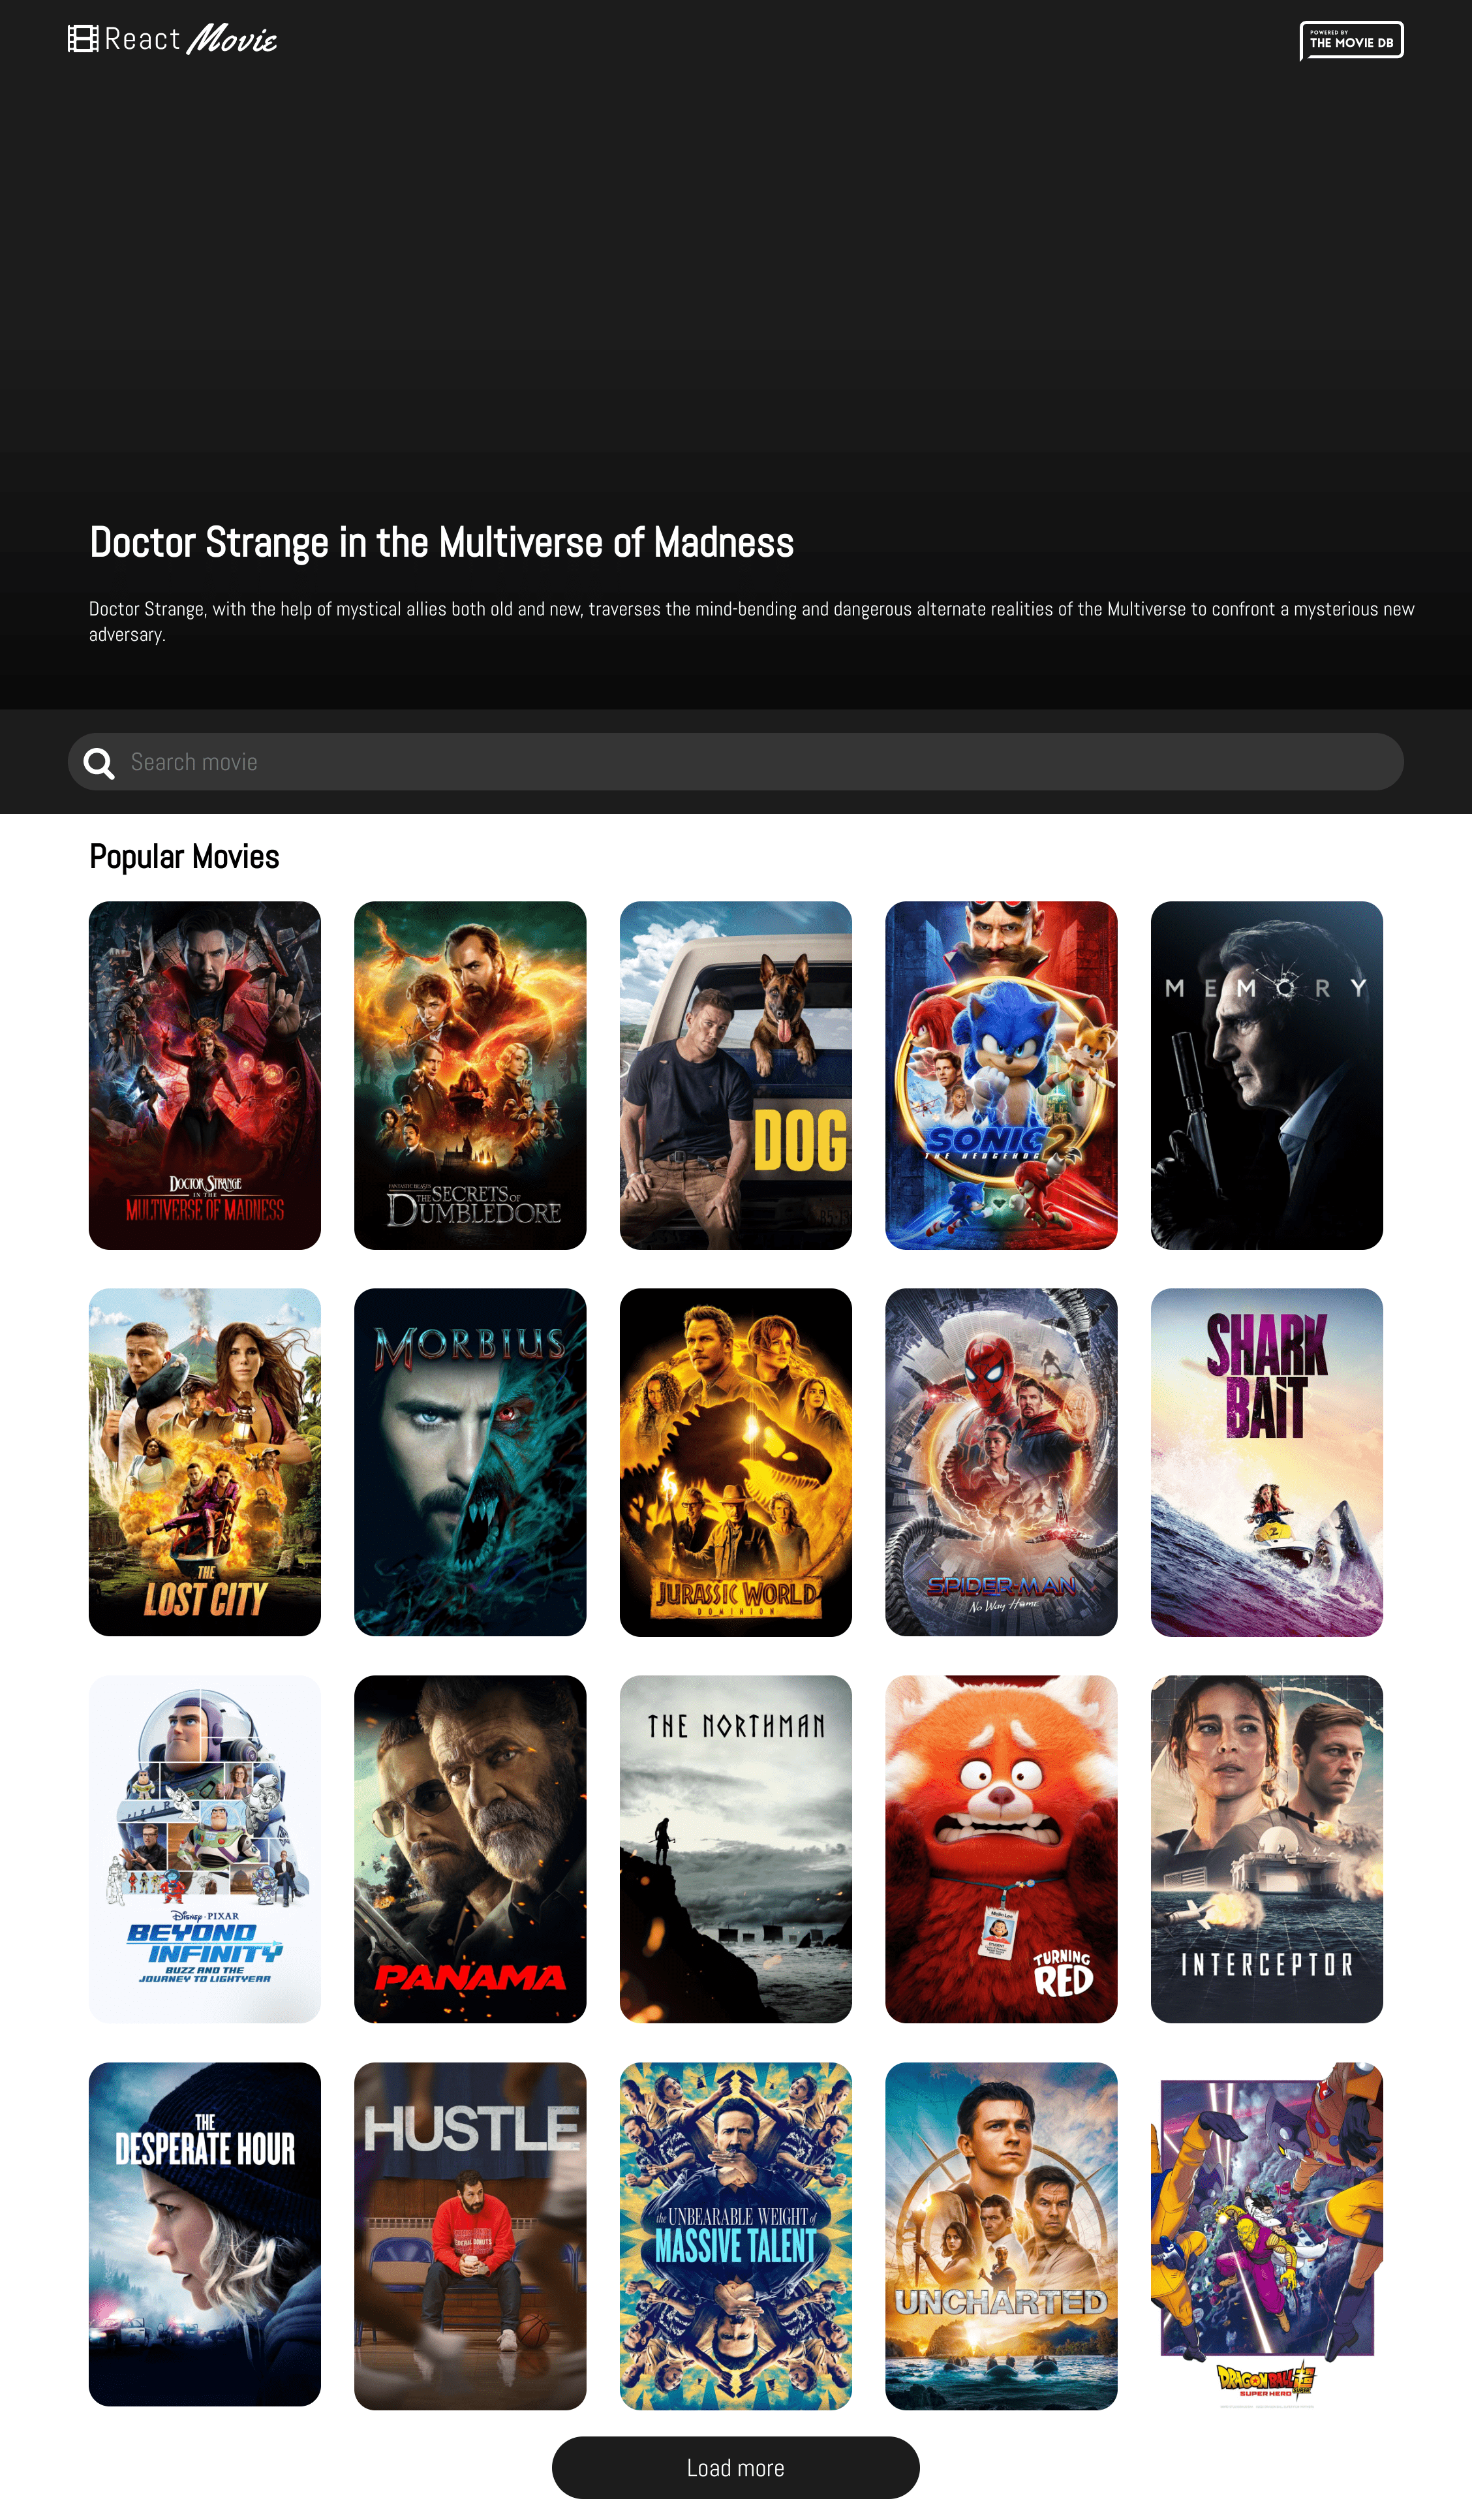 React Movie
POWERED BY
THE MOVIE DB
Doctor Strange in the Multiverse of Madness
Doctor Strange, with the help of mystical allies both old and new, traverses the mind-bending and dangerous alternate realities of the Multiverse to confront a mysterious new
adversary.
Search movie
Popular Movies
DOCTOR STRANGE
IN THE
MULTIVERSE OF MADNESS
FANTASTIC BEASTS
THE SECRETS OF
DUMBLEDORE
DOG
SONIC 2
THE HEDGEHOG
MEMORY
THE
LOST CITY
MORBIUS
JURASSIC WORLD
DOMINION
SPIDER-MAN
No Way Home
SHARK
BAIT
PIXAR
Disney · PIXAR
BEYOND
INFINITY
BUZZ AND THE
JOURNEY TO LIGHTYEAR
PANAMA
THE NORTHMAN
Meilin Lee
TURNING
RED
INTERCEPTOR
THE
DESPERATE HOUR
HUSTLE
the UNBEARABLE WEIGHT of
MASSIVE TALENT
UNCHARTED
DRAGON BALL 超
SUPER HERO
Load more